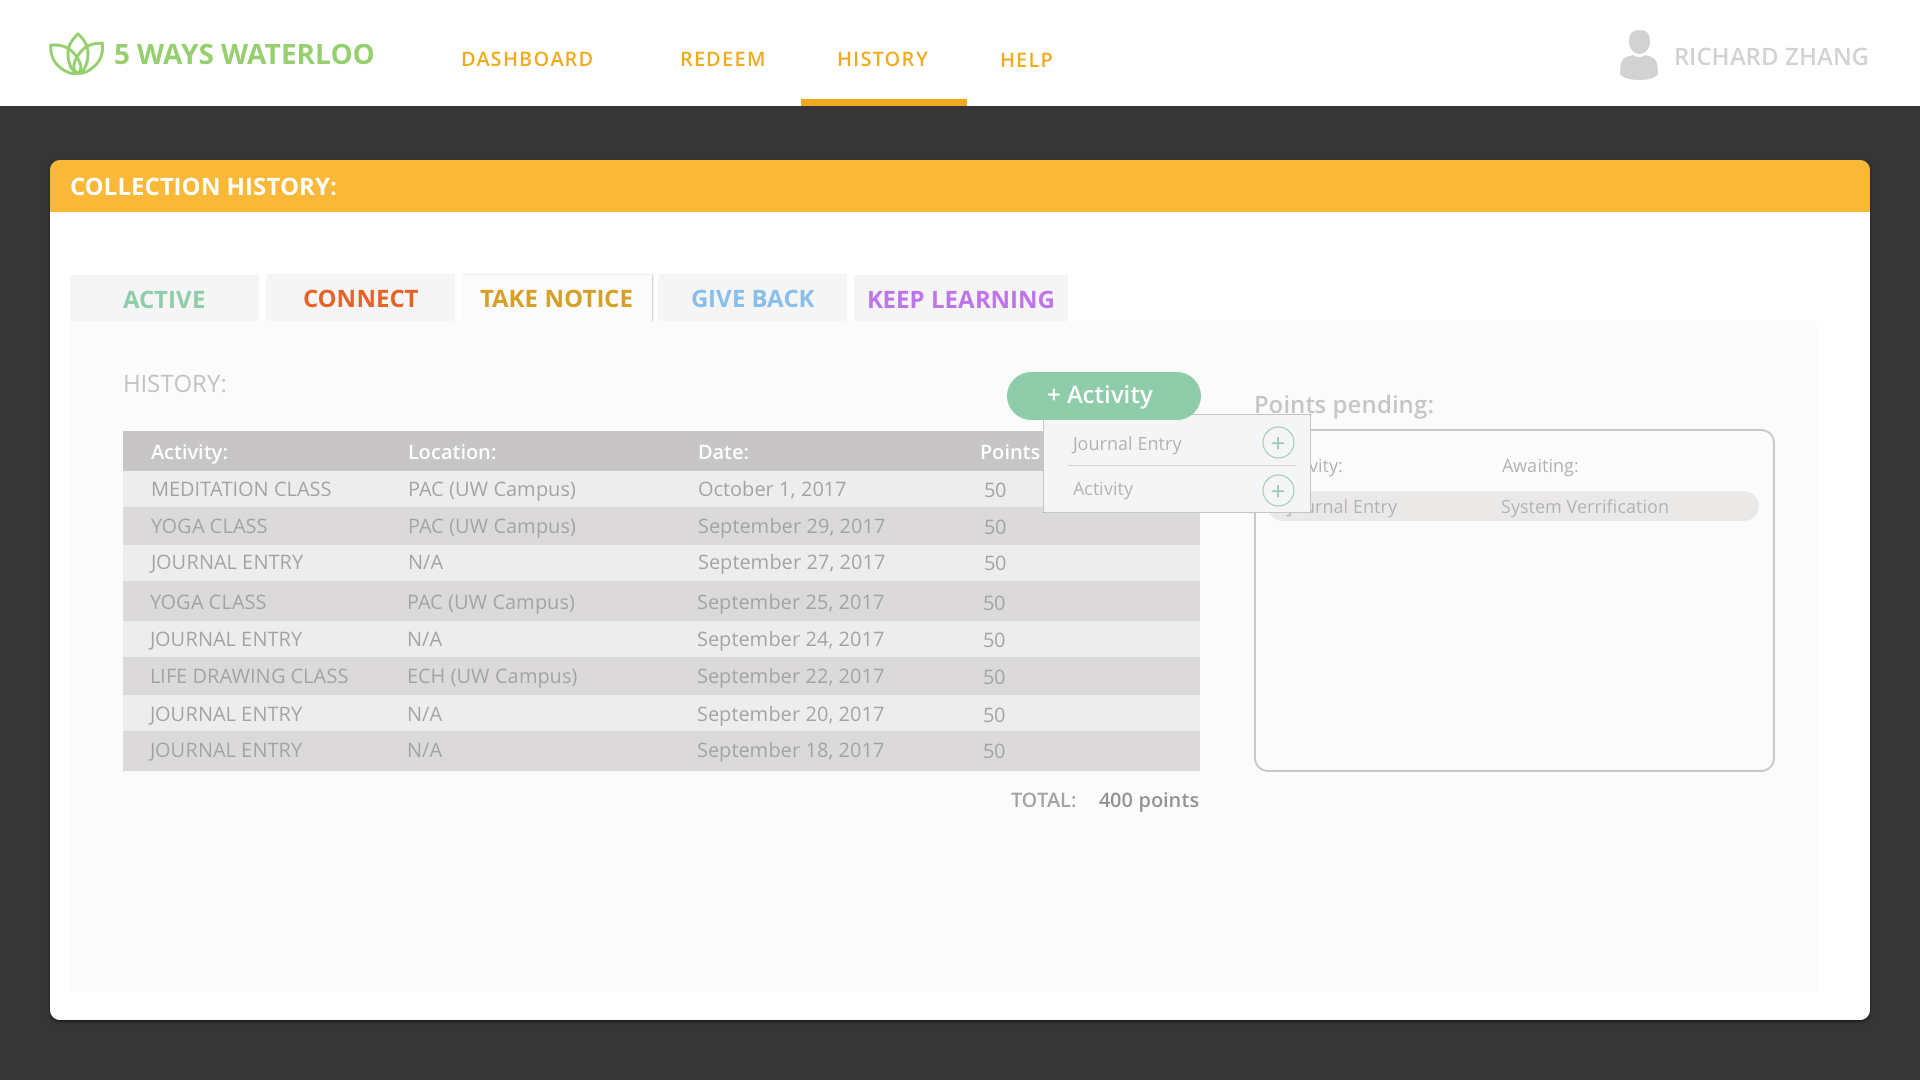 5 WAYS WATERLOO DASHBOARD REDEEM HISTORY HELP RICHARD ZHANG
COLLECTION HISTORY:
ACTIVE CONNECT TAKE NOTICE GIVE BACK KEEP LEARNING
HISTORY:
+ Activity
Journal Entry +
Activity +
Activity: Location: Date: Points
MEDITATION CLASS PAC (UW Campus) October 1, 2017 50
YOGA CLASS PAC (UW Campus) September 29, 2017 50
JOURNAL ENTRY N/A September 27, 2017 50
YOGA CLASS PAC (UW Campus) September 25, 2017 50
JOURNAL ENTRY N/A September 24, 2017 50
LIFE DRAWING CLASS ECH (UW Campus) September 22, 2017 50
JOURNAL ENTRY N/A September 20, 2017 50
JOURNAL ENTRY N/A September 18, 2017 50
TOTAL: 400 points
Points pending:
Awaiting:
Entry System Verrification